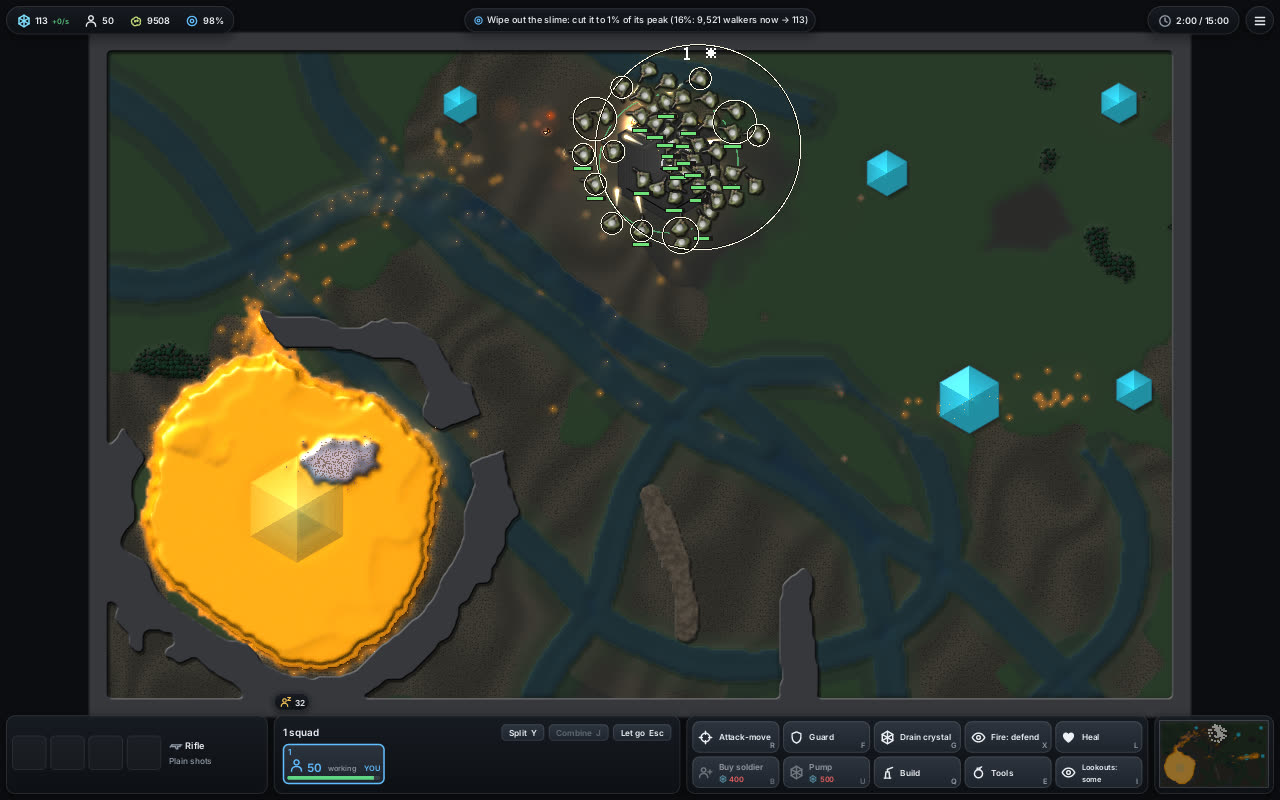 113 +0/s 50 9508 98%
Wipe out the slime: cut it to 1% of its peak (16%: 9,521 walkers now → 113)
2:00 / 15:00
1
32
Rifle
Plain shots
1 squad
Split Y
Combine J
Let go Esc
1
50 working YOU
Attack-move R
Guard F
Drain crystal G
Fire: defend X
Heal L
Buy soldier 400 B
Pump 500 U
Build Q
Tools E
Lookouts: some I